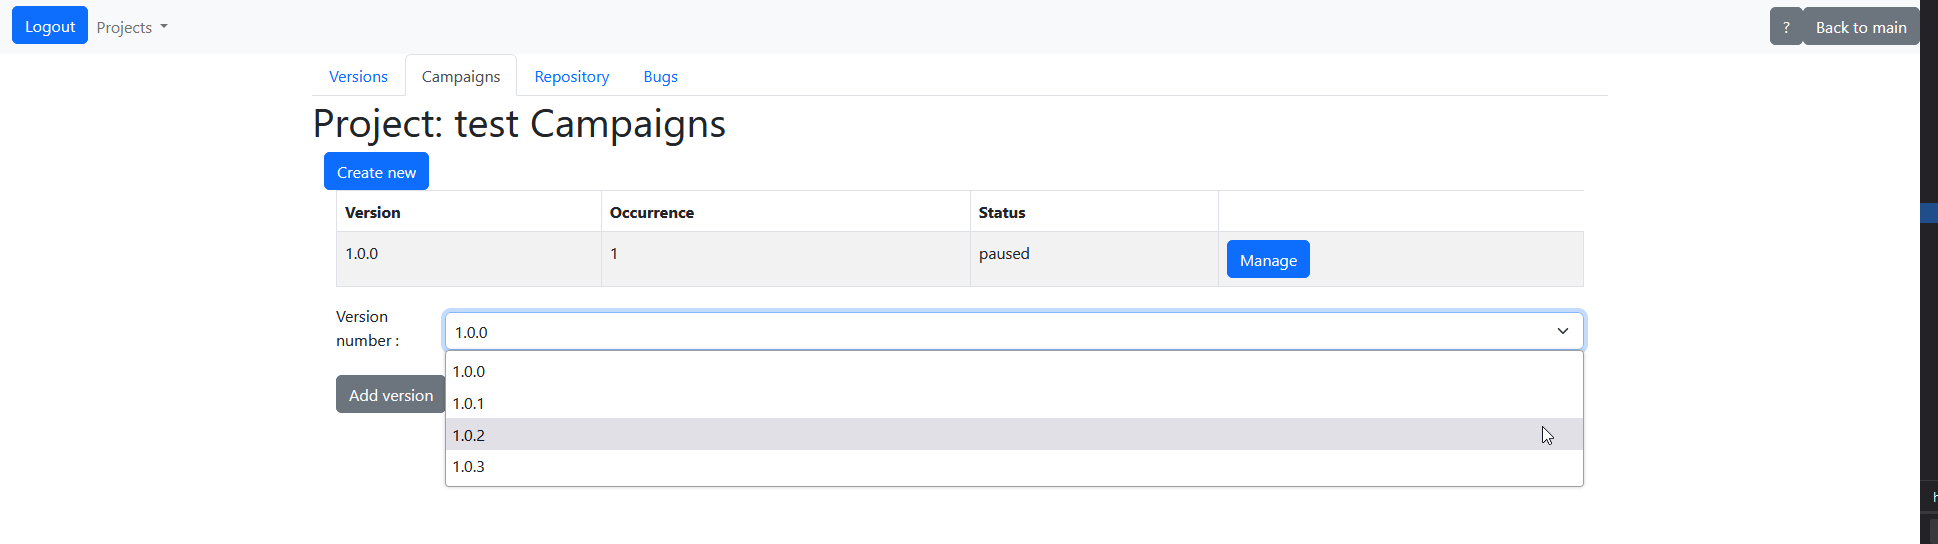 Logout Projects ? Back to main
Versions Campaigns Repository Bugs
Project: test Campaigns
Create new
Version Occurrence Status
1.0.0 1 paused Manage
Version
number :
1.0.0
1.0.0
Add version
1.0.1
1.0.2
1.0.3